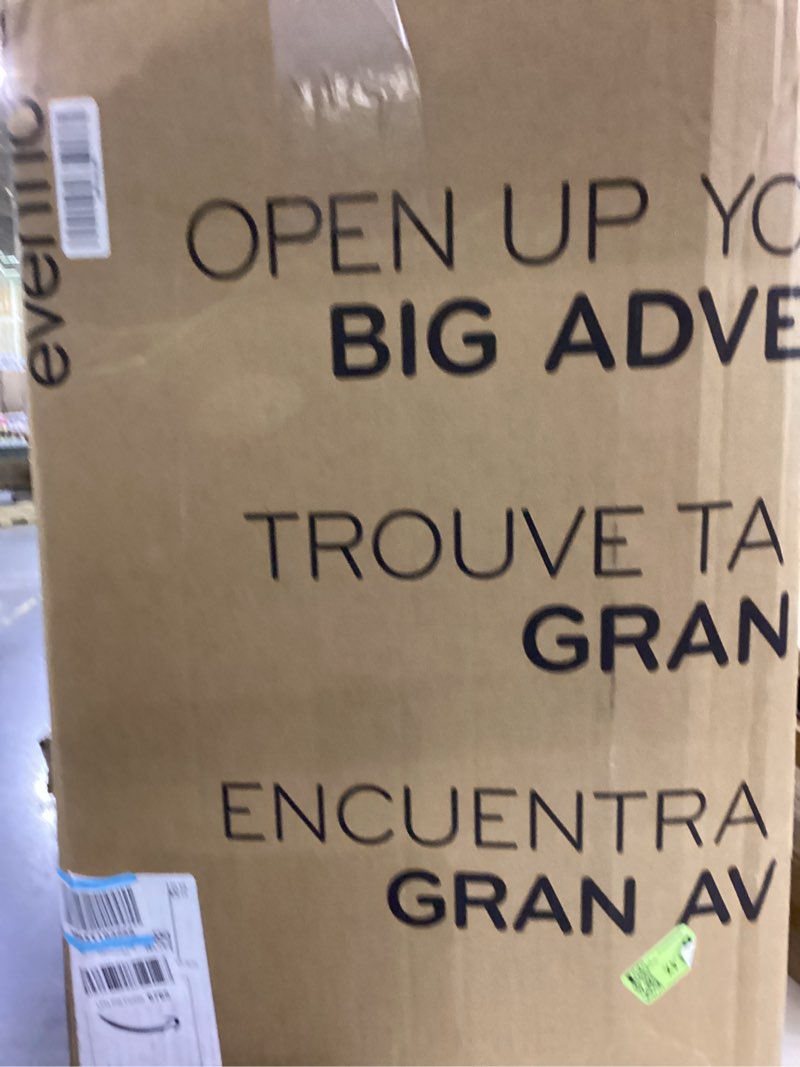 evenflo
OPEN UP YO
BIG ADVE
TROUVE TA
GRAN
ENCUENTRA
GRAN AV